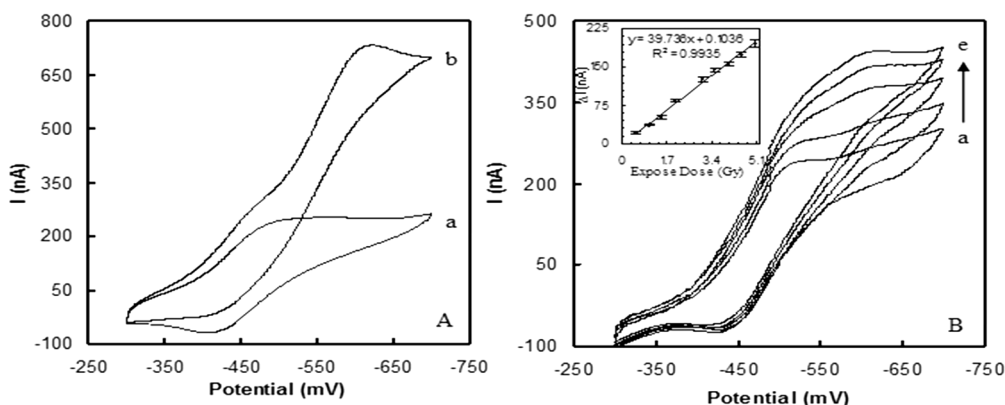 800
650
500
350
200
50
-100
I (nA)
b
a
A
-250 -350 -450 -550 -650 -750
Potential (mV)
500
350
200
50
-100
I (nA)
225
150
75
0
ΔI (nA)
y= 39.736x+0.1036
R² = 0.9935
0 1.7 3.4 5.1
Expose Dose (Gy)
e
a
B
-250 -350 -450 -550 -650 -750
Potential (mV)